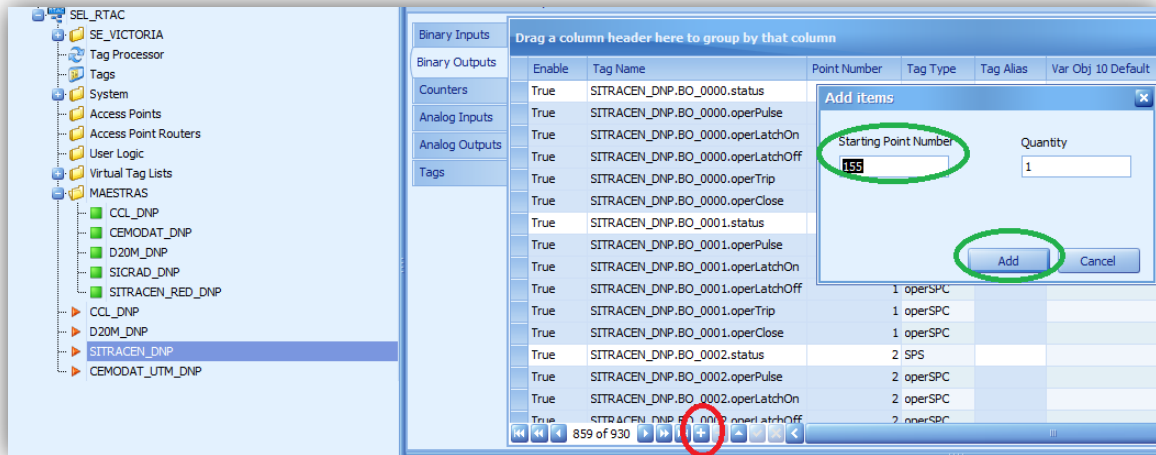 SEL_RTAC
SE_VICTORIA
Tag Processor
Tags
System
Access Points
Access Point Routers
User Logic
Virtual Tag Lists
MAESTRAS
CCL_DNP
CEMODAT_DNP
D20M_DNP
SICRAD_DNP
SITRACEN_RED_DNP
CCL_DNP
D20M_DNP
SITRACEN_DNP
CEMODAT_UTM_DNP
Binary Inputs
Binary Outputs
Counters
Analog Inputs
Analog Outputs
Tags
Drag a column header here to group by that column
Enable Tag Name Point Number Tag Type Tag Alias Var Obj 10 Default
True SITRACEN_DNP.BO_0000.status
True SITRACEN_DNP.BO_0000.operPulse
True SITRACEN_DNP.BO_0000.operLatchOn
True SITRACEN_DNP.BO_0000.operLatchOff
True SITRACEN_DNP.BO_0000.operTrip
True SITRACEN_DNP.BO_0000.operClose
True SITRACEN_DNP.BO_0001.status
True SITRACEN_DNP.BO_0001.operPulse
True SITRACEN_DNP.BO_0001.operLatchOn
True SITRACEN_DNP.BO_0001.operLatchOff 1 operSPC
True SITRACEN_DNP.BO_0001.operTrip 1 operSPC
True SITRACEN_DNP.BO_0001.operClose 1 operSPC
True SITRACEN_DNP.BO_0002.status 2 SPS
True SITRACEN_DNP.BO_0002.operPulse 2 operSPC
True SITRACEN_DNP.BO_0002.operLatchOn 2 operSPC
True SITRACEN_DNP.BO_0002.operLatchOff 2 operSPC
859 of 930
Add items
Starting Point Number Quantity
155 1
Add Cancel